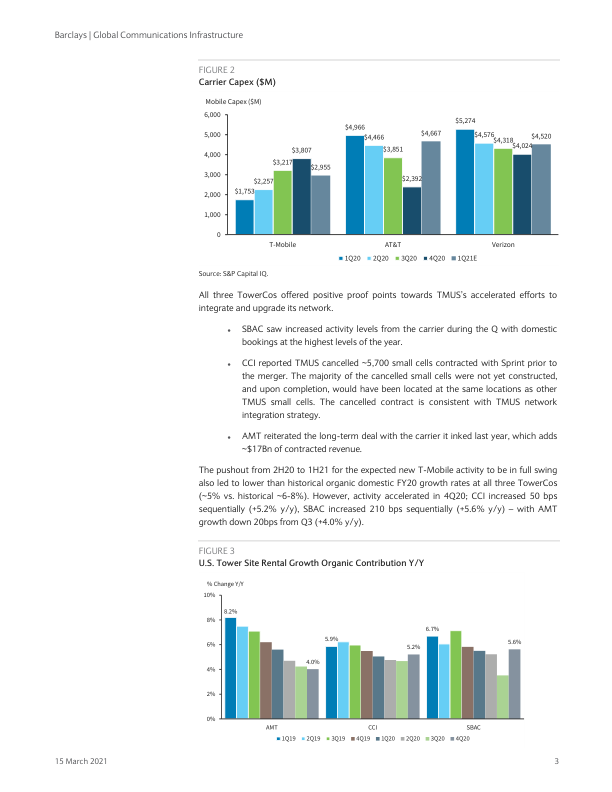 Barclays | Global Communications Infrastructure
FIGURE 2
Carrier Capex ($M)
Mobile Capex ($M)
6,000
5,000
4,000
3,000
2,000
1,000
0
$1,753
$2,257
$3,217
$3,807
$2,955
$4,966
$4,466
$3,851
$2,392
$4,667
$5,274
$4,576
$4,318
$4,024
$4,520
T-Mobile
AT&T
Verizon
1Q20 2Q20 3Q20 4Q20 1Q21E
Source: S&P Capital IQ.
All three TowerCos offered positive proof points towards TMUS's accelerated efforts to
integrate and upgrade its network.
• SBAC saw increased activity levels from the carrier during the Q with domestic
bookings at the highest levels of the year.
• CCI reported TMUS cancelled ~5,700 small cells contracted with Sprint prior to
the merger. The majority of the cancelled small cells were not yet constructed,
and upon completion, would have been located at the same locations as other
TMUS small cells. The cancelled contract is consistent with TMUS network
integration strategy.
• AMT reiterated the long-term deal with the carrier it inked last year, which adds
~$17Bn of contracted revenue.
The pushout from 2H20 to 1H21 for the expected new T-Mobile activity to be in full swing
also led to lower than historical organic domestic FY20 growth rates at all three TowerCos
(~5% vs. historical ~6-8%). However, activity accelerated in 4Q20; CCI increased 50 bps
sequentially (+5.2% y/y), SBAC increased 210 bps sequentially (+5.6% y/y) – with AMT
growth down 20bps from Q3 (+4.0% y/y).
FIGURE 3
U.S. Tower Site Rental Growth Organic Contribution Y/Y
% Change Y/Y
10%
8%
6%
4%
2%
0%
8.2%
4.0%
5.9%
5.2%
6.7%
5.6%
AMT
CCI
SBAC
1Q19 2Q19 3Q19 4Q19 1Q20 2Q20 3Q20 4Q20
15 March 2021
3